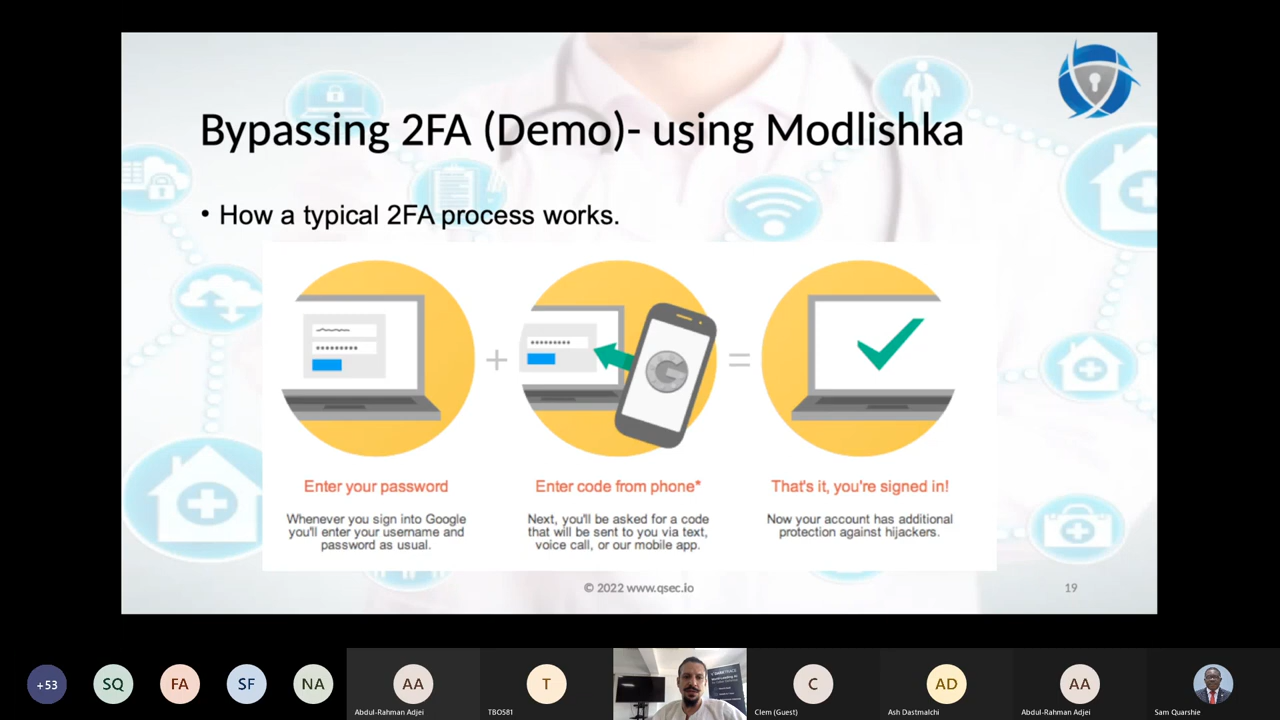 Bypassing 2FA (Demo)- using Modlishka
• How a typical 2FA process works.
Enter your password
Whenever you sign into Google
you'll enter your username and
password as usual.
Enter code from phone*
Next, you'll be asked for a code
that will be sent to you via text,
voice call, or our mobile app.
That's it, you're signed in!
Now your account has additional
protection against hijackers.
© 2022 www.qsec.io
19
+53
SQ
FA
SF
NA
AA
Abdul-Rahman Adjei
T
TBO581
DARKTRACE
C
Clem (Guest)
AD
Ash Dastmalchi
AA
Abdul-Rahman Adjei
Sam Quarshie